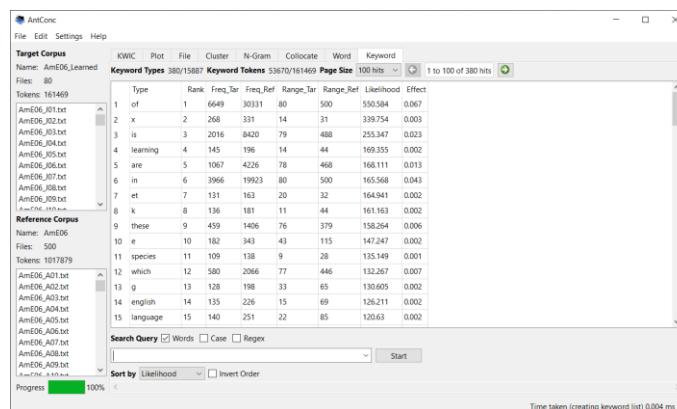 AntConc
File Edit Settings Help
Target Corpus
Name: AmE06_Learned
Files: 80
Tokens: 161469
AmE06_J01.txt
AmE06_J02.txt
AmE06_J03.txt
AmE06_J04.txt
AmE06_J05.txt
AmE06_J06.txt
AmE06_J07.txt
AmE06_J08.txt
AmE06_J09.txt
Reference Corpus
Name: AmE06
Files: 500
Tokens: 1017879
AmE06_A01.txt
AmE06_A02.txt
AmE06_A03.txt
AmE06_A04.txt
AmE06_A05.txt
AmE06_A06.txt
AmE06_A07.txt
AmE06_A08.txt
AmE06_A09.txt
Progress 100%
KWIC Plot File Cluster N-Gram Collocate Word Keyword
Keyword Types 380/15887 Keyword Tokens 53670/161469 Page Size 100 hits 1 to 100 of 380 hits
Type Rank Freq_Tar Freq_Ref Range_Tar Range_Ref Likelihood Effect
1 of 1 6649 30331 80 500 550.584 0.067
2 x 2 268 331 14 31 339.754 0.003
3 is 3 2016 8420 79 488 255.347 0.023
4 learning 4 145 196 14 44 169.355 0.002
5 are 5 1067 4226 78 468 168.111 0.013
6 in 6 3966 19923 80 500 165.568 0.043
7 et 7 131 163 20 32 164.941 0.002
8 k 8 136 181 11 44 161.163 0.002
9 these 9 459 1406 76 379 158.264 0.006
10 e 10 182 343 43 115 147.247 0.002
11 species 11 109 138 9 28 135.149 0.001
12 which 12 580 2066 77 446 132.267 0.007
13 g 13 128 198 33 65 130.605 0.002
14 english 14 135 226 15 69 126.211 0.002
15 language 15 140 251 22 85 120.63 0.002
Search Query Words Case Regex
Start
Sort by Likelihood Invert Order
Time taken (creating keyword list) 0.004 ms